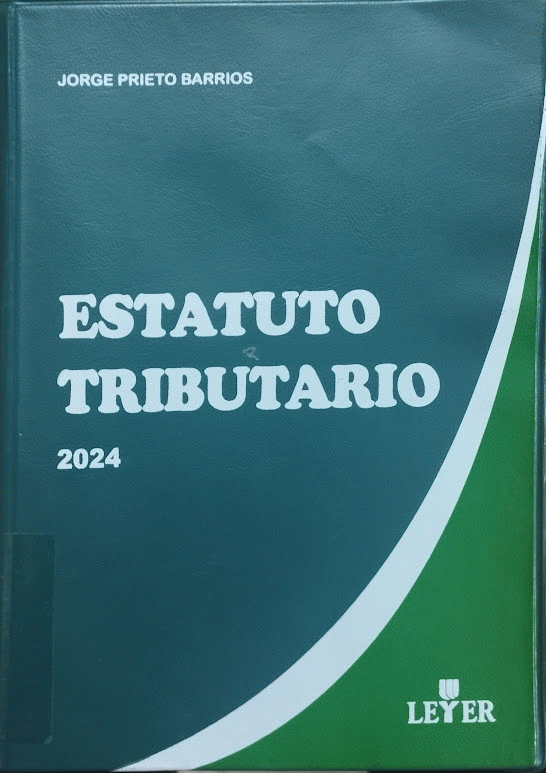 JORGE PRIETO BARRIOS
ESTATUTO
TRIBUTARIO
2024
LEYER